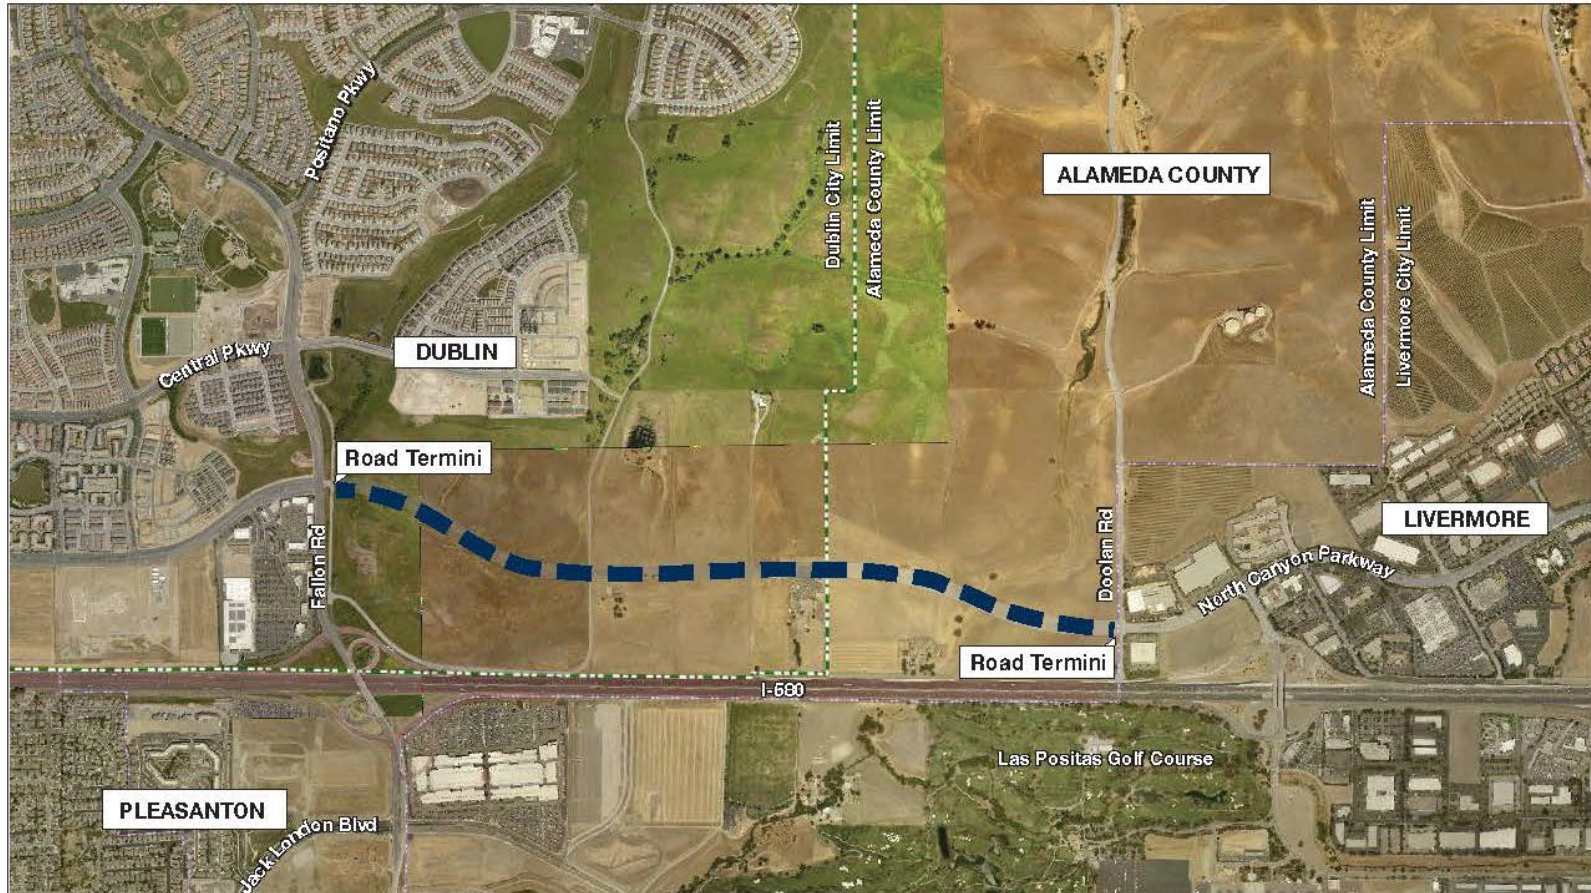 Positano Pkwy
Dublin City Limit
Alameda County Limit
ALAMEDA COUNTY
Alameda County Limit
Livermore City Limit
Central Pkwy
DUBLIN
Road Termini
Fallon Rd
Doolan Rd
LIVERMORE
North Canyon Parkway
Road Termini
I-580
Las Positas Golf Course
PLEASANTON
Jack London Blvd